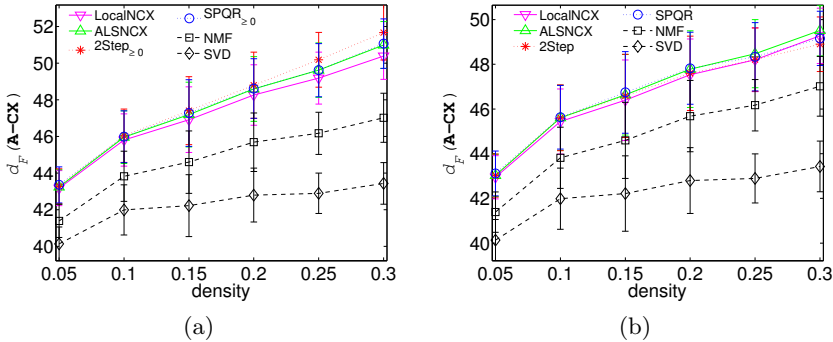 LocalNCX
ALSNCX
2Step≥0
SPQR≥0
NMF
SVD
52
50
48
46
44
42
40
d_F(A−CX)
0.05 0.1 0.15 0.2 0.25 0.3
density
(a)
LocalNCX
ALSNCX
2Step
SPQR
NMF
SVD
50
48
46
44
42
40
d_F(A−CX)
0.05 0.1 0.15 0.2 0.25 0.3
density
(b)